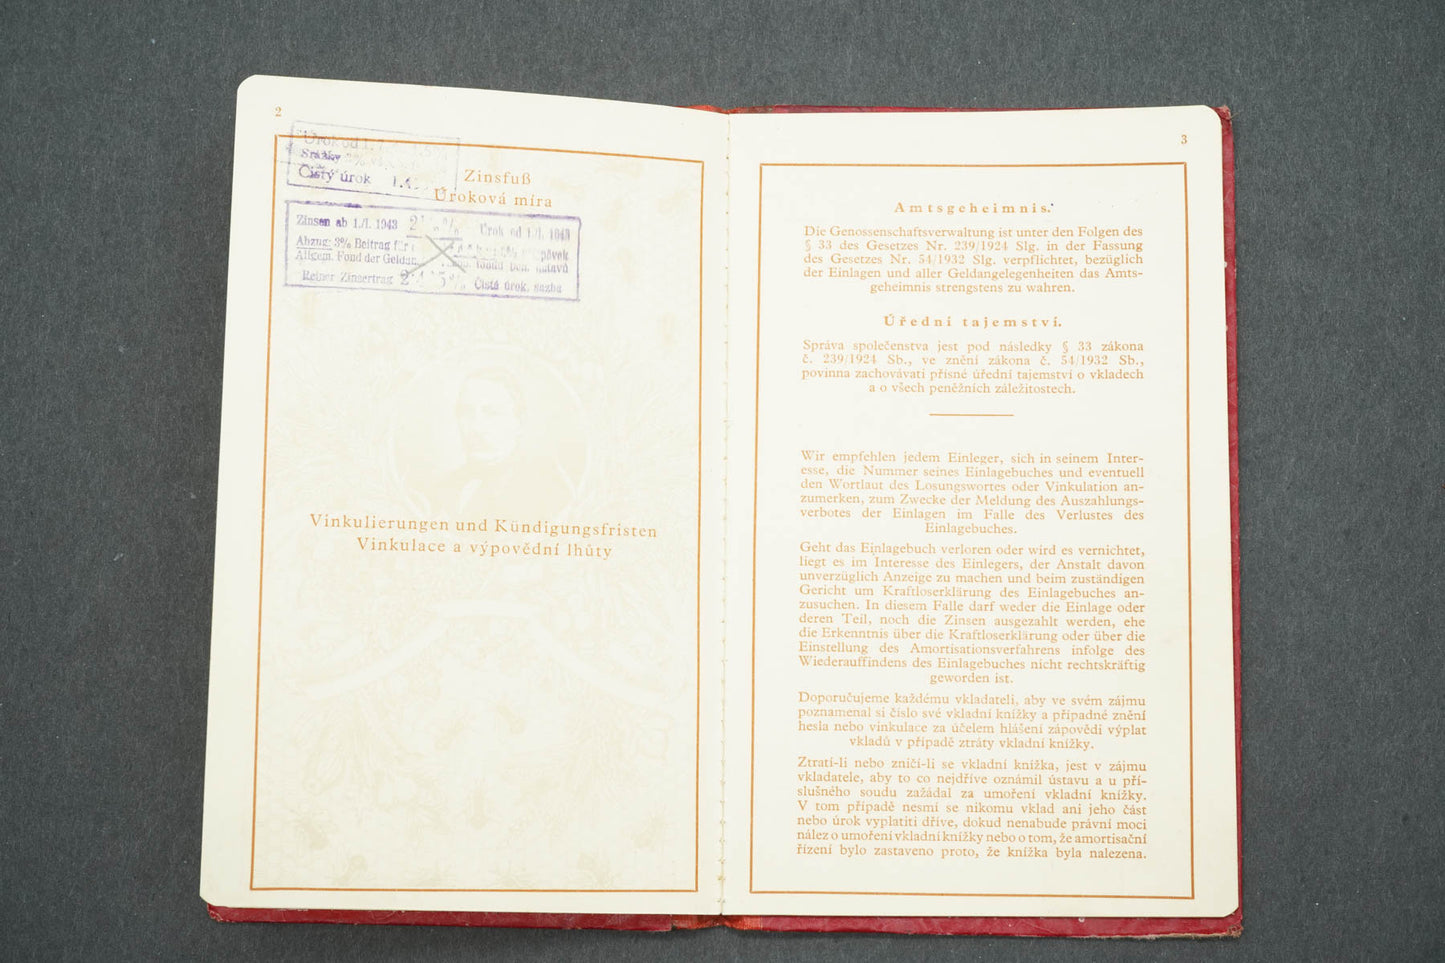 2
Úrok od 1.
Srážky
Čistý úrok 1.4
Zinsfuß
Úroková míra
Zinsen ab 1./I. 1943 Úrok od 1./I. 1943
Abzug: 3% Beitrag für
Allgem. Fond der Geldan.
Reiner Zinsertrag Čistá úrok. sazba
Vinkulierungen und Kündigungsfristen
Vinkulace a výpovědní lhůty
3
Amtsgeheimnis.
Die Genossenschaftsverwaltung ist unter den Folgen des
§ 33 des Gesetzes Nr. 239/1924 Slg. in der Fassung
des Gesetzes Nr. 54/1932 Slg. verpflichtet, bezüglich
der Einlagen und aller Geldangelegenheiten das Amts-
geheimnis strengstens zu wahren.
Úřední tajemství.
Správa společenstva jest pod následky § 33 zákona
č. 239/1924 Sb., ve znění zákona č. 54/1932 Sb.,
povinna zachovávati přísné úřední tajemství o vkladech
a o všech peněžních záležitostech.
Wir empfehlen jedem Einleger, sich in seinem Inter-
esse, die Nummer seines Einlagebuches und eventuell
den Wortlaut des Losungswortes oder Vinkulation an-
zumerken, zum Zwecke der Meldung des Auszahlungs-
verbotes der Einlagen im Falle des Verlustes des
Einlagebuches.
Geht das Einlagebuch verloren oder wird es vernichtet,
liegt es im Interesse des Einlegers, der Anstalt davon
unverzüglich Anzeige zu machen und beim zuständigen
Gericht um Kraftloserklärung des Einlagebuches an-
zusuchen. In diesem Falle darf weder die Einlage oder
deren Teil, noch die Zinsen ausgezahlt werden, ehe
die Erkenntnis über die Kraftloserklärung oder über die
Einstellung des Amortisationsverfahrens infolge des
Wiederauffindens des Einlagebuches nicht rechtskräftig
geworden ist.
Doporučujeme každému vkladateli, aby ve svém zájmu
poznamenal si číslo své vkladní knížky a případné znění
hesla nebo vinkulace za účelem hlášení zápovědi výplat
vkladů v případě ztráty vkladní knížky.
Ztratí-li nebo zničí-li se vkladní knížka, jest v zájmu
vkladatele, aby to co nejdříve oznámil ústavu a u pří-
slušného soudu zažádal za umoření vkladní knížky.
V tom případě nesmí se nikomu vklad ani jeho část
nebo úrok vyplatiti dříve, dokud nenabude právní moci
nález o umoření vkladní knížky nebo o tom, že amortisační
řízení bylo zastaveno proto, že knížka byla nalezena.